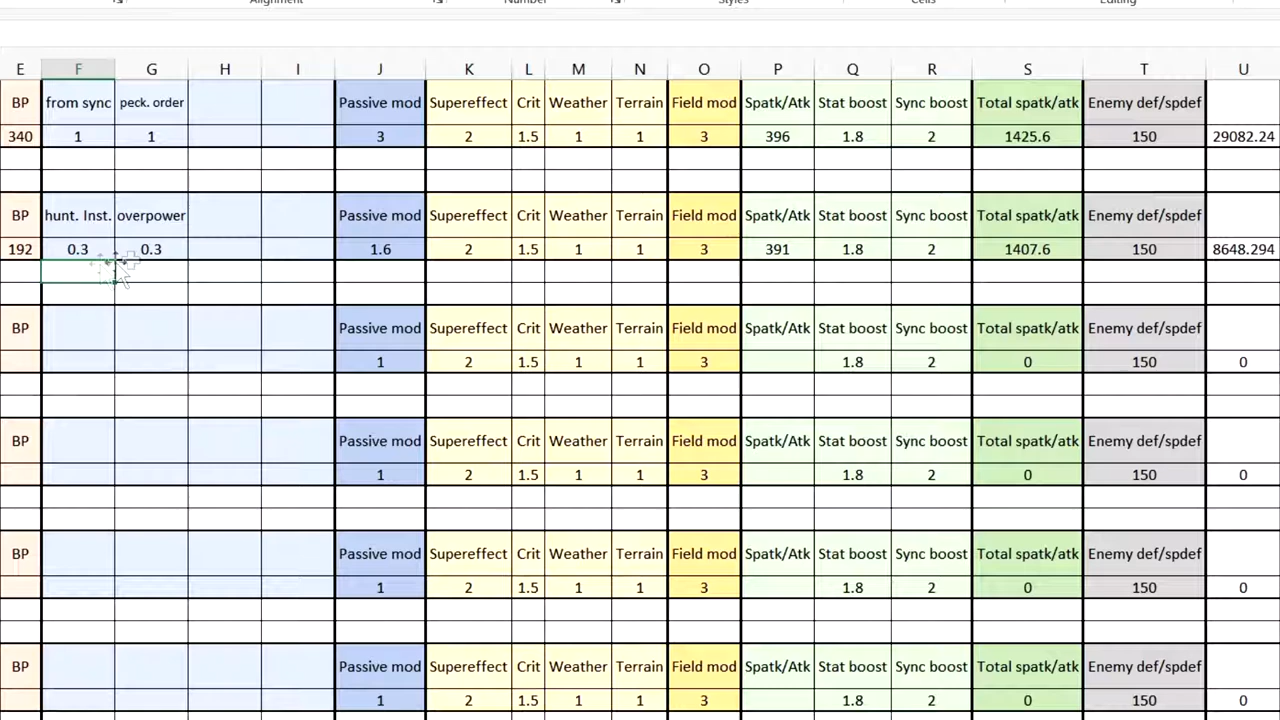 Alignment Number Styles Cells Editing
E F G H I J K L M N O P Q R S T U
BP from sync peck. order Passive mod Supereffect Crit Weather Terrain Field mod Spatk/Atk Stat boost Sync boost Total spatk/atk Enemy def/spdef
340 1 1 3 2 1.5 1 1 3 396 1.8 2 1425.6 150 29082.24
BP hunt. Inst. overpower Passive mod Supereffect Crit Weather Terrain Field mod Spatk/Atk Stat boost Sync boost Total spatk/atk Enemy def/spdef
192 0.3 0.3 1.6 2 1.5 1 1 3 391 1.8 2 1407.6 150 8648.294
BP Passive mod Supereffect Crit Weather Terrain Field mod Spatk/Atk Stat boost Sync boost Total spatk/atk Enemy def/spdef
1 2 1.5 1 1 3 1.8 2 0 150 0
BP Passive mod Supereffect Crit Weather Terrain Field mod Spatk/Atk Stat boost Sync boost Total spatk/atk Enemy def/spdef
1 2 1.5 1 1 3 1.8 2 0 150 0
BP Passive mod Supereffect Crit Weather Terrain Field mod Spatk/Atk Stat boost Sync boost Total spatk/atk Enemy def/spdef
1 2 1.5 1 1 3 1.8 2 0 150 0
BP Passive mod Supereffect Crit Weather Terrain Field mod Spatk/Atk Stat boost Sync boost Total spatk/atk Enemy def/spdef
1 2 1.5 1 1 3 1.8 2 0 150 0